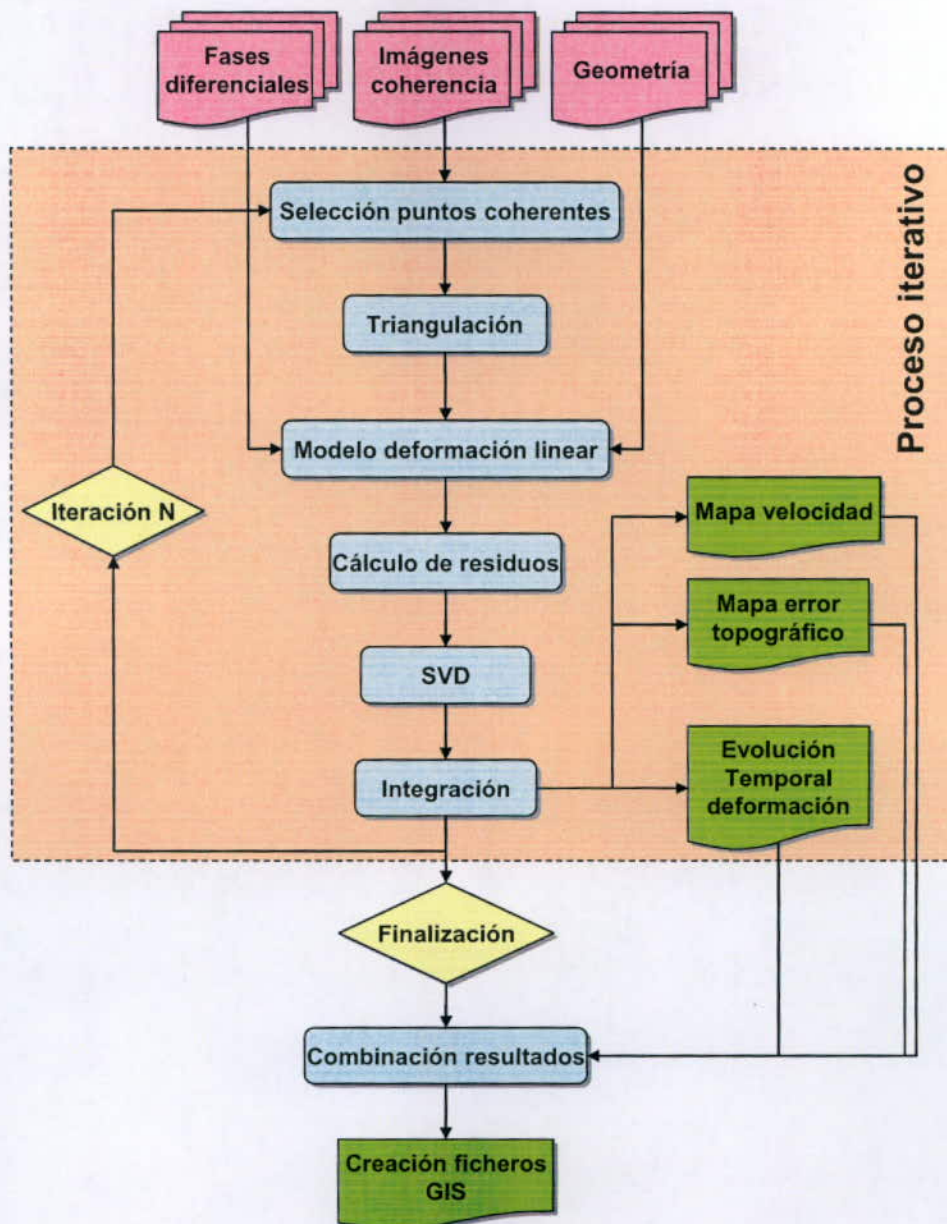 Fases
diferenciales
Imágenes
coherencia
Geometría
Proceso iterativo
Selección puntos coherentes
Triangulación
Modelo deformación linear
Iteración N
Mapa velocidad
Cálculo de residuos
Mapa error
topográfico
SVD
Evolución
Temporal
deformación
Integración
Finalización
Combinación resultados
Creación ficheros
GIS